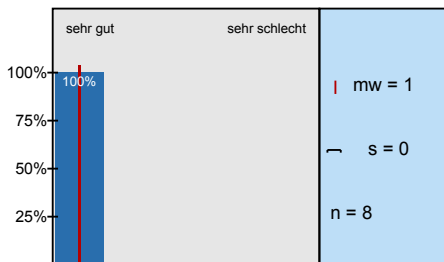 sehr gut sehr schlecht
100%
100%
75%
50%
25%
mw = 1
s = 0
n = 8